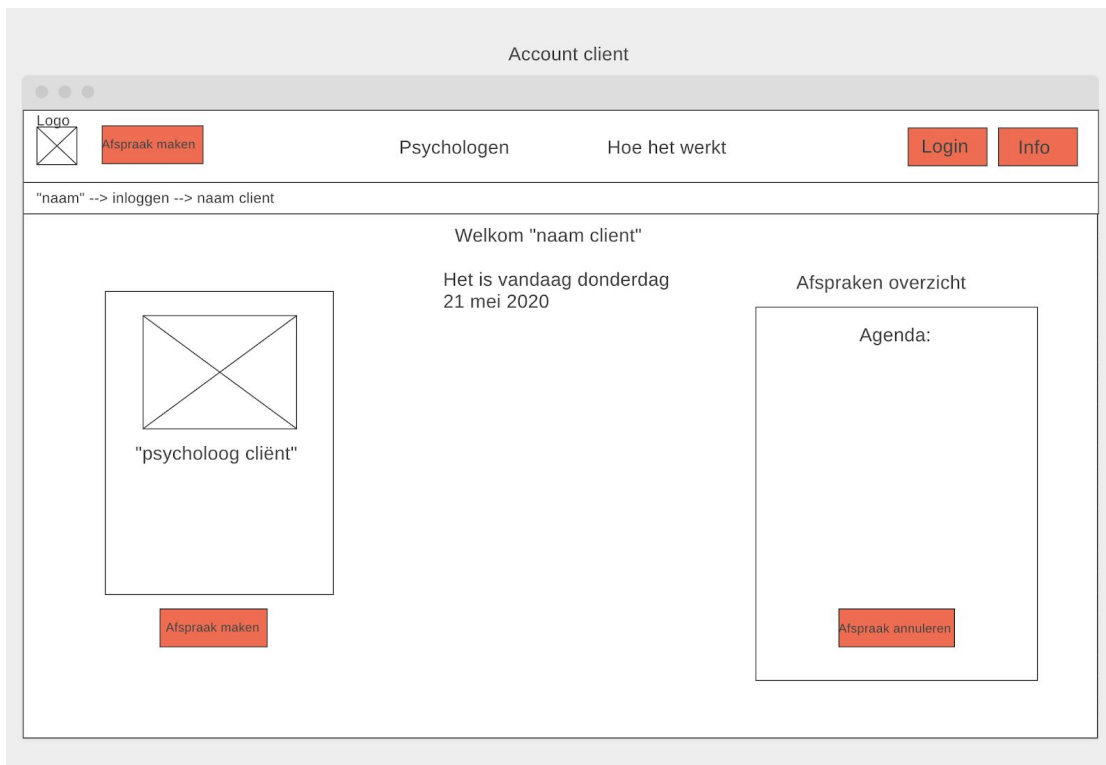 Account client
Logo
Afspraak maken
Psychologen
Hoe het werkt
Login
Info
"naam" --> inloggen --> naam client
Welkom "naam client"
Het is vandaag donderdag
21 mei 2020
Afspraken overzicht
Agenda:
"psycholoog cliënt"
Afspraak maken
Afspraak annuleren